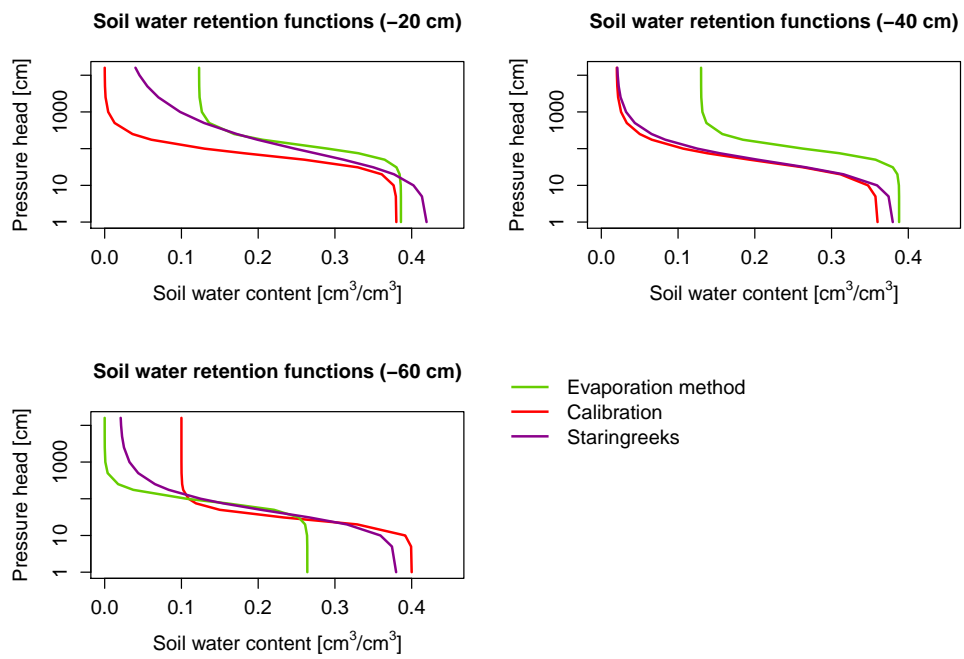 Soil water retention functions (−20 cm)
Pressure head [cm]
1000
10
1
0.0 0.1 0.2 0.3 0.4
Soil water content [cm³/cm³]
Soil water retention functions (−40 cm)
Pressure head [cm]
1000
10
1
0.0 0.1 0.2 0.3 0.4
Soil water content [cm³/cm³]
Soil water retention functions (−60 cm)
Pressure head [cm]
1000
10
1
0.0 0.1 0.2 0.3 0.4
Soil water content [cm³/cm³]
Evaporation method
Calibration
Staringreeks